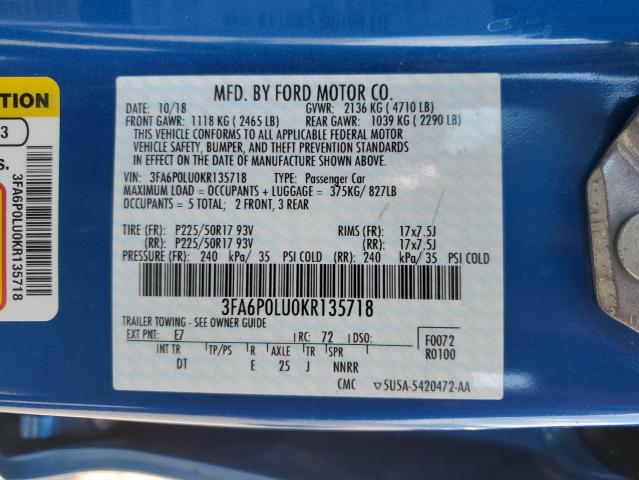 MFD. BY FORD MOTOR CO.
DATE: 10/18 GVWR: 2136 KG ( 4710 LB)
FRONT GAWR: 1118 KG ( 2465 LB) REAR GAWR: 1039 KG ( 2290 LB)
THIS VEHICLE CONFORMS TO ALL APPLICABLE FEDERAL MOTOR
VEHICLE SAFETY, BUMPER, AND THEFT PREVENTION STANDARDS
IN EFFECT ON THE DATE OF MANUFACTURE SHOWN ABOVE.
VIN: 3FA6P0LU0KR135718 TYPE: Passenger Car
MAXIMUM LOAD = OCCUPANTS + LUGGAGE = 375KG/ 827LB
OCCUPANTS = 5 TOTAL; 2 FRONT, 3 REAR
TIRE (FR): P225/50R17 93V RIMS (FR): 17x7.5J
(RR): P225/50R17 93V (RR): 17x7.5J
PRESSURE (FR): 240 kPa/ 35 PSI COLD (RR): 240 kPa/35 PSI COLD
3FA6P0LU0KR135718
TRAILER TOWING - SEE OWNER GUIDE
EXT PNT: E7 RC: 72 DSO:
F0072
R0100
INT TR TP/PS R AXLE TR SPR
DT E 25 J NNRR
CMC ▽5U5A-5420472-AA
TION
3
S.
3FA6P0LU0KR135718